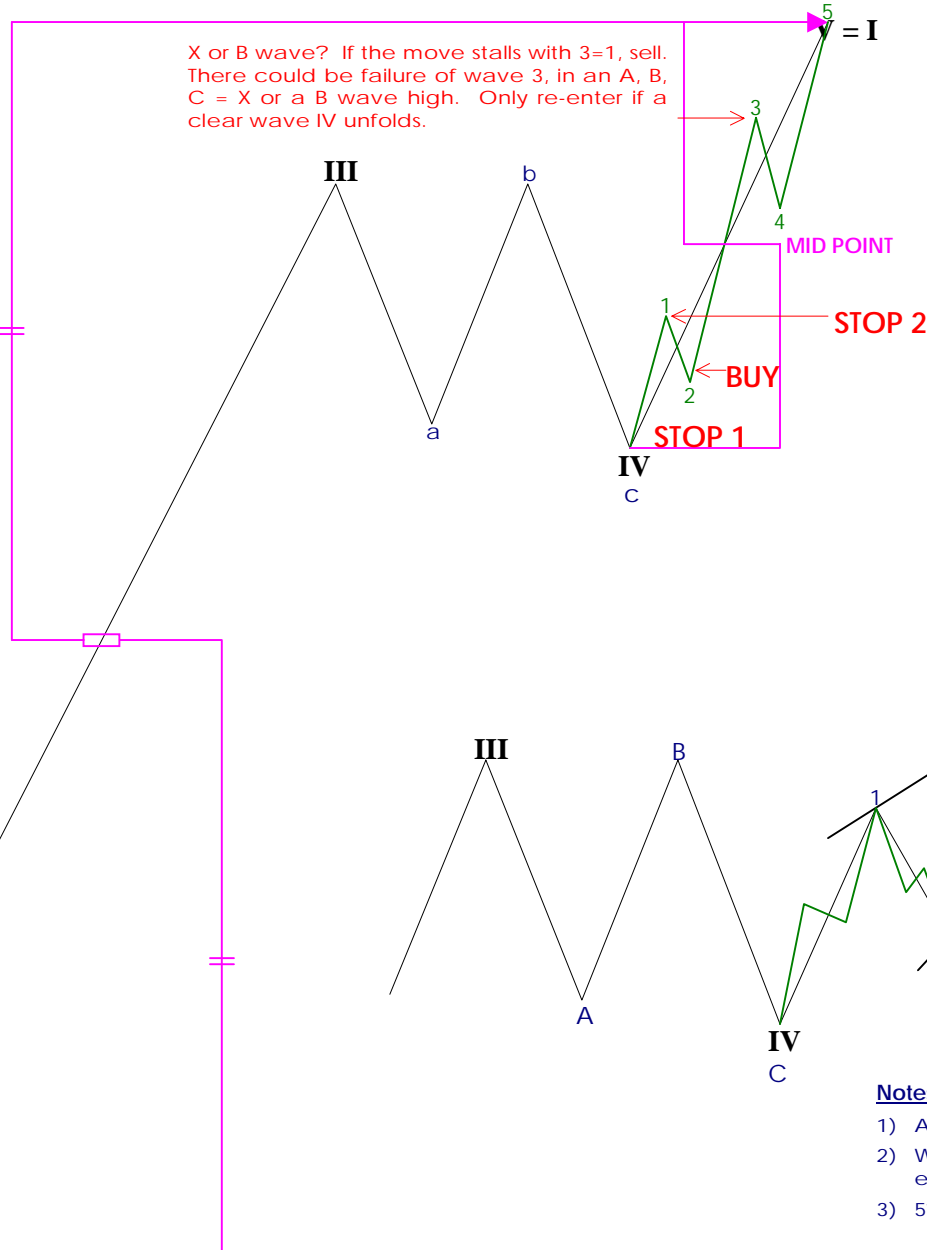 5
V = I
X or B wave? If the move stalls with 3=1, sell.
There could be failure of wave 3, in an A, B,
C = X or a B wave high. Only re-enter if a
clear wave IV unfolds.
3
III
b
4
MID POINT
1
STOP 2
BUY
2
a
STOP 1
IV
c
III
B
1
A
IV
C
Note
1) A
2) W
e
3) 5